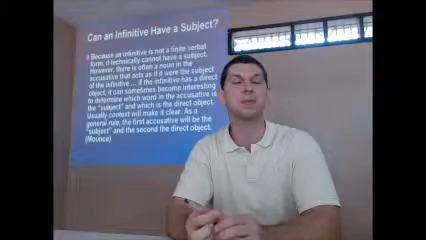 Can an Infinitive Have a Subject?
Because an infinitive is not a finite verbal
form, it technically cannot have a subject.
However, there is often a noun in the
accusative that acts as if it were the subject
of the infinitive ... if the infinitive has a direct
object, it can sometimes become interesting
to determine which word in the accusative is
the "subject" and which is the direct object.
Usually context will make it clear. As a
general rule, the first accusative will be the
"subject" and the second the direct object.
(Mounce)